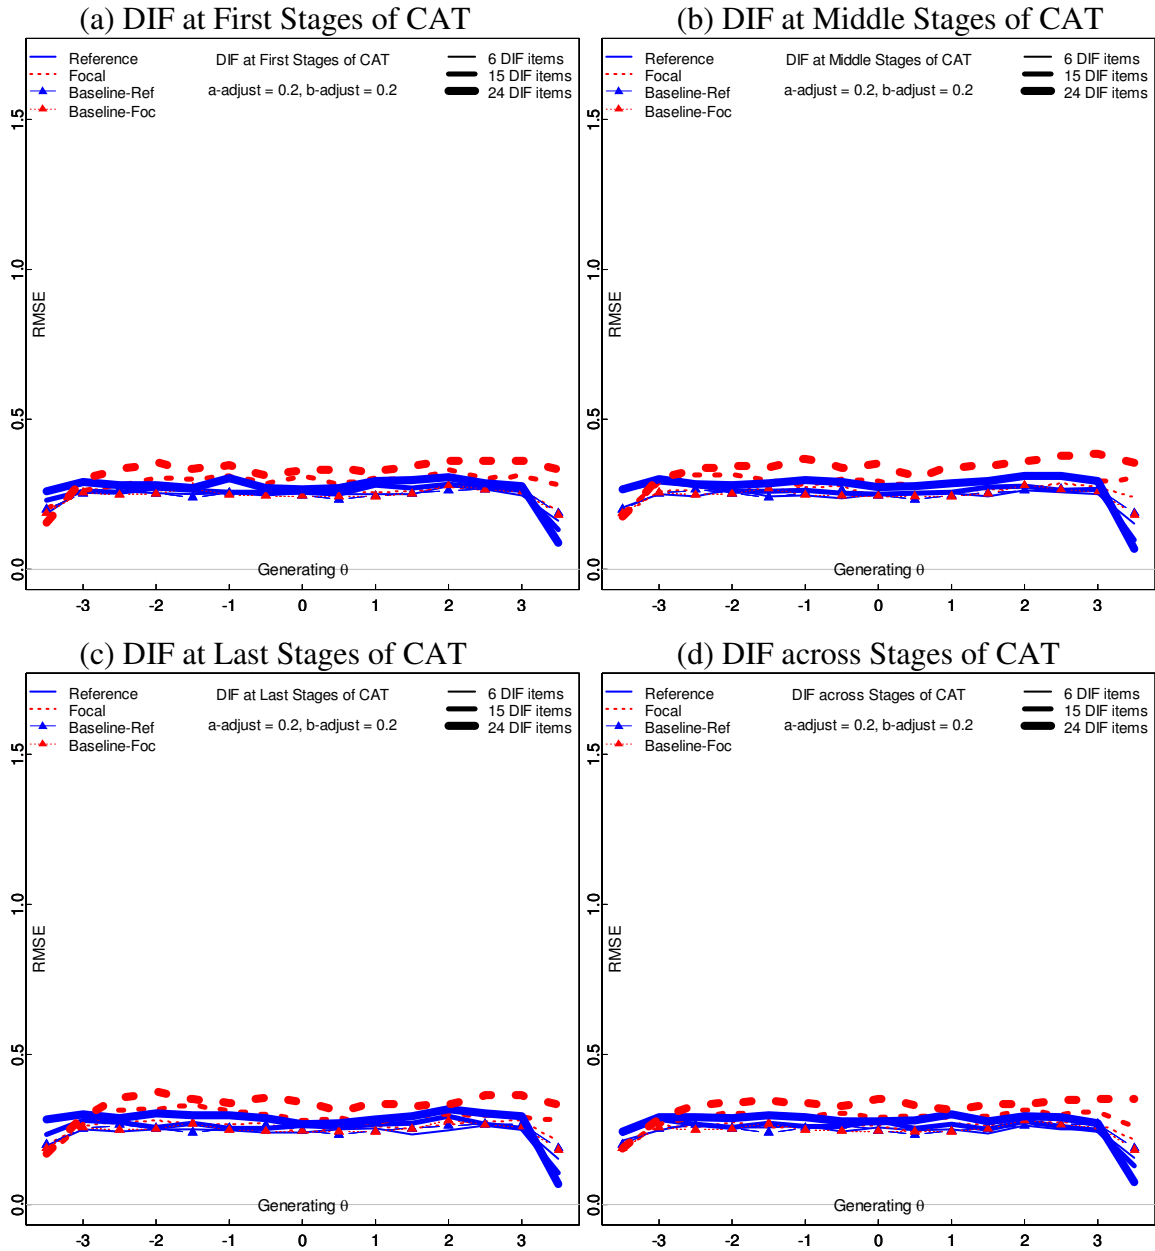 (a) DIF at First Stages of CAT
Reference
Focal
Baseline-Ref
Baseline-Foc
DIF at First Stages of CAT
a-adjust = 0.2, b-adjust = 0.2
6 DIF items
15 DIF items
24 DIF items
RMSE
0.0 0.5 1.0 1.5
Generating θ
-3 -2 -1 0 1 2 3
(b) DIF at Middle Stages of CAT
Reference
Focal
Baseline-Ref
Baseline-Foc
DIF at Middle Stages of CAT
a-adjust = 0.2, b-adjust = 0.2
6 DIF items
15 DIF items
24 DIF items
RMSE
0.0 0.5 1.0 1.5
Generating θ
-3 -2 -1 0 1 2 3
(c) DIF at Last Stages of CAT
Reference
Focal
Baseline-Ref
Baseline-Foc
DIF at Last Stages of CAT
a-adjust = 0.2, b-adjust = 0.2
6 DIF items
15 DIF items
24 DIF items
RMSE
0.0 0.5 1.0 1.5
Generating θ
-3 -2 -1 0 1 2 3
(d) DIF across Stages of CAT
Reference
Focal
Baseline-Ref
Baseline-Foc
DIF across Stages of CAT
a-adjust = 0.2, b-adjust = 0.2
6 DIF items
15 DIF items
24 DIF items
RMSE
0.0 0.5 1.0 1.5
Generating θ
-3 -2 -1 0 1 2 3